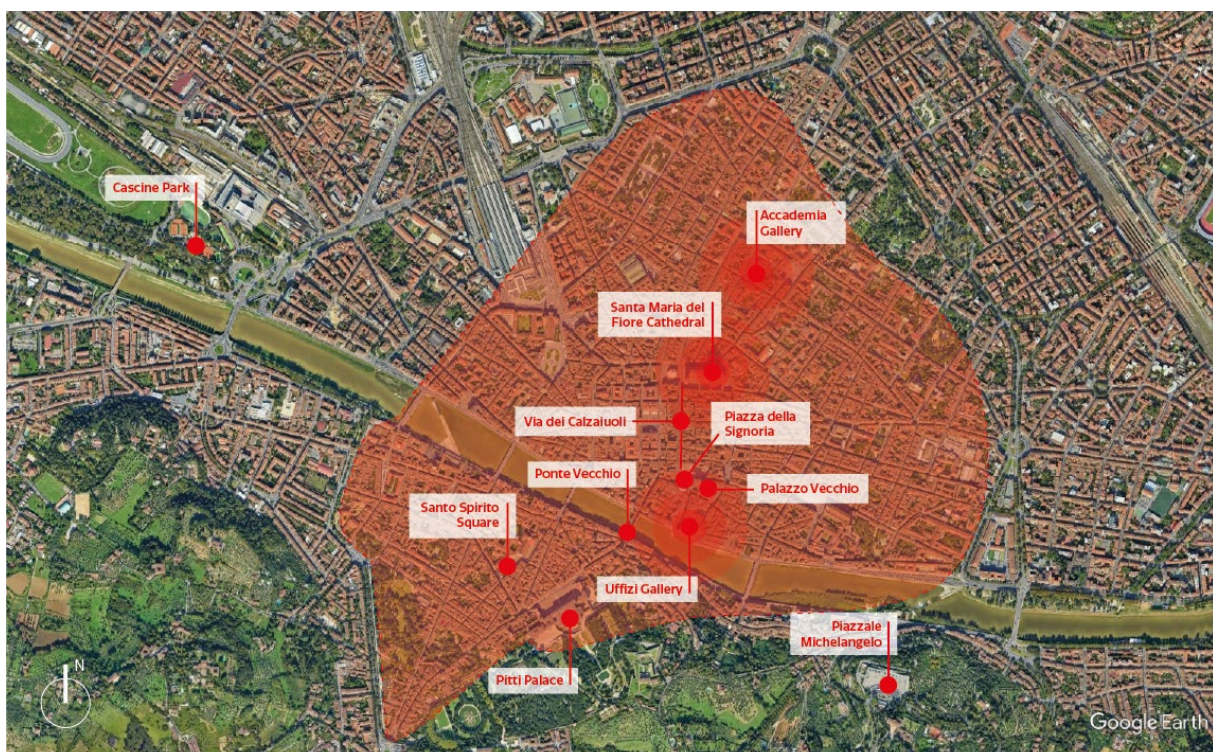 Cascine Park
Accademia
Gallery
Santa Maria del
Fiore Cathedral
Via dei Calzaiuoli
Piazza della
Signoria
Ponte Vecchio
Palazzo Vecchio
Santo Spirito
Square
Uffizi Gallery
Piazzale
Michelangelo
Pitti Palace
N
Google Earth